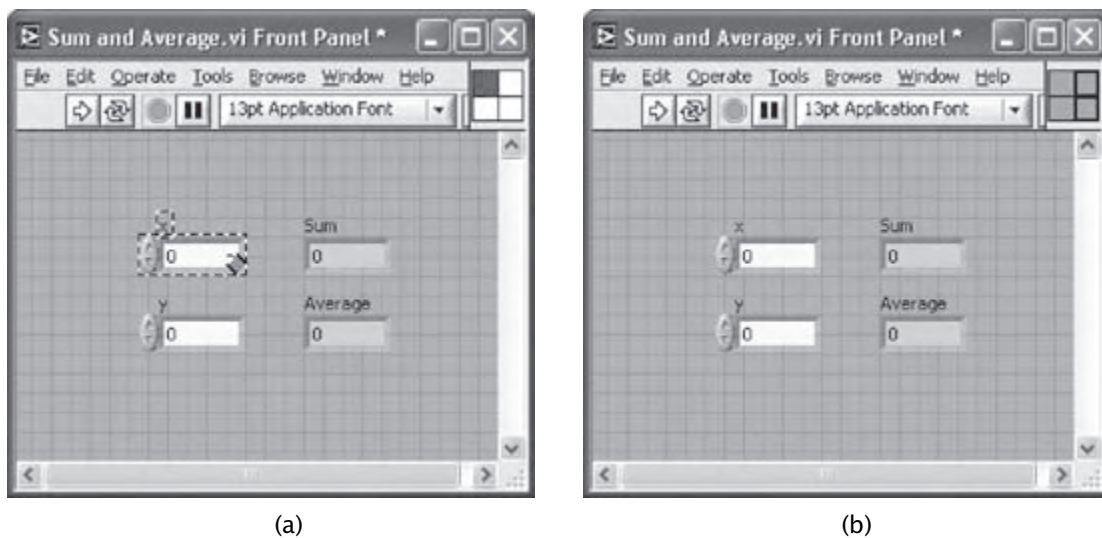 Sum and Average.vi Front Panel *
File Edit Operate Tools Browse Window Help
13pt Application Font
x
0
Sum
0
y
0
Average
0
(a)
Sum and Average.vi Front Panel *
File Edit Operate Tools Browse Window Help
13pt Application Font
x
0
Sum
0
y
0
Average
0
(b)